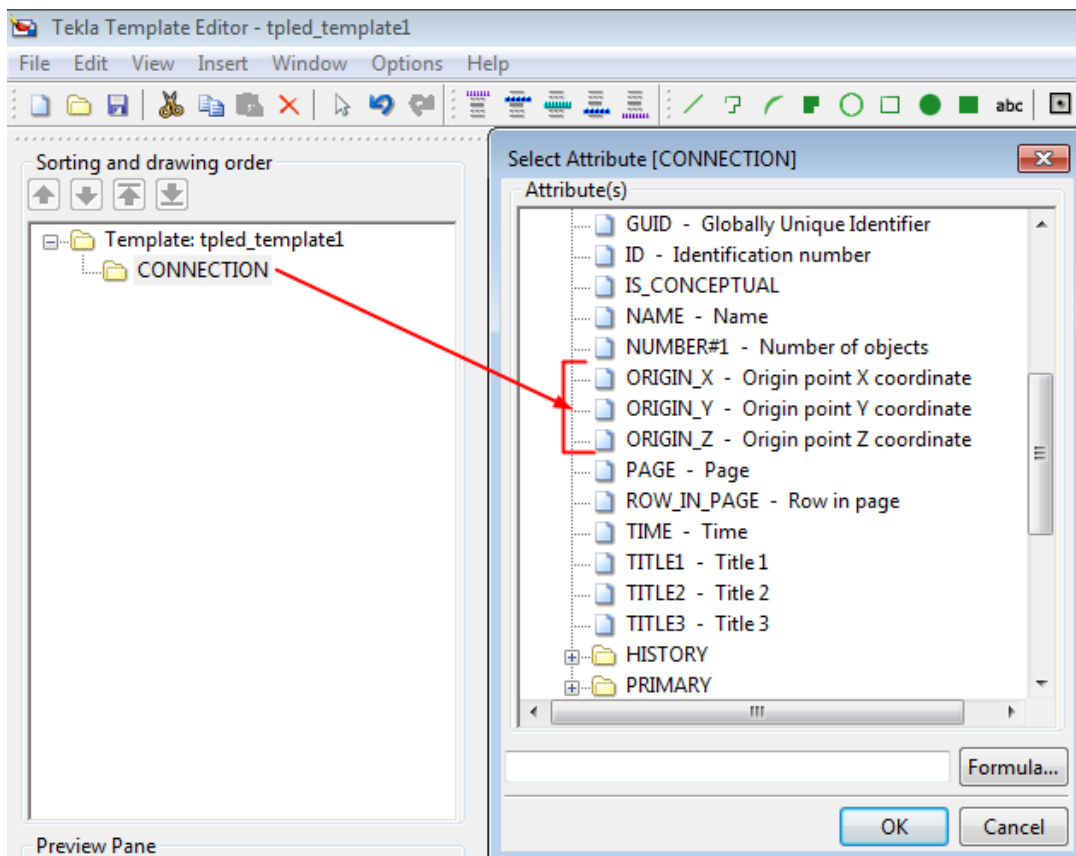 Tekla Template Editor - tpled_template1
File Edit View Insert Window Options Help
abc
Sorting and drawing order
Template: tpled_template1
CONNECTION
Preview Pane
Select Attribute [CONNECTION]
Attribute(s)
GUID - Globally Unique Identifier
ID - Identification number
IS_CONCEPTUAL
NAME - Name
NUMBER#1 - Number of objects
ORIGIN_X - Origin point X coordinate
ORIGIN_Y - Origin point Y coordinate
ORIGIN_Z - Origin point Z coordinate
PAGE - Page
ROW_IN_PAGE - Row in page
TIME - Time
TITLE1 - Title 1
TITLE2 - Title 2
TITLE3 - Title 3
HISTORY
PRIMARY
Formula...
OK Cancel